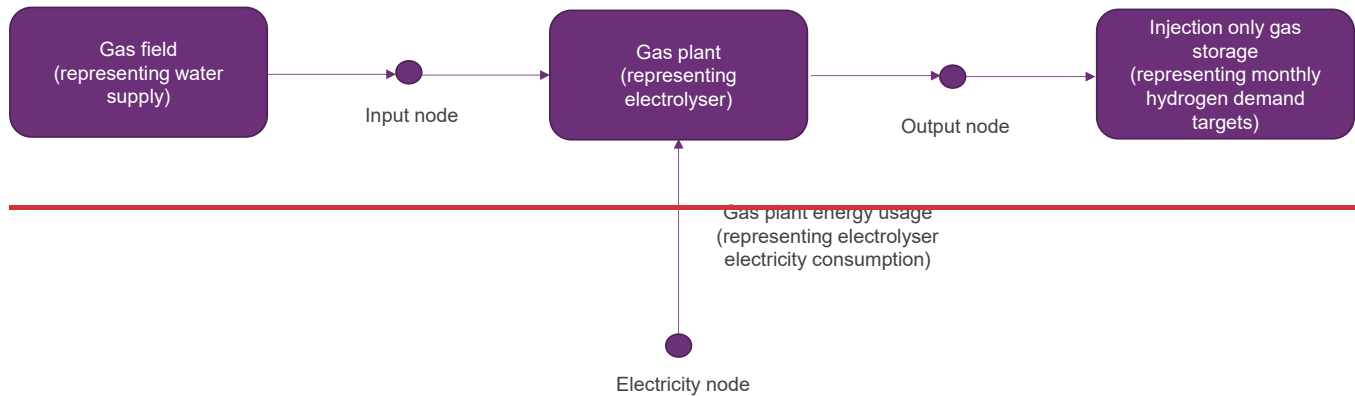 Gas field
(representing water
supply)
Input node
Gas plant
(representing
electrolyser)
Output node
Injection only gas
storage
(representing monthly
hydrogen demand
targets)
Gas plant energy usage
(representing electrolyser
electricity consumption)
Electricity node